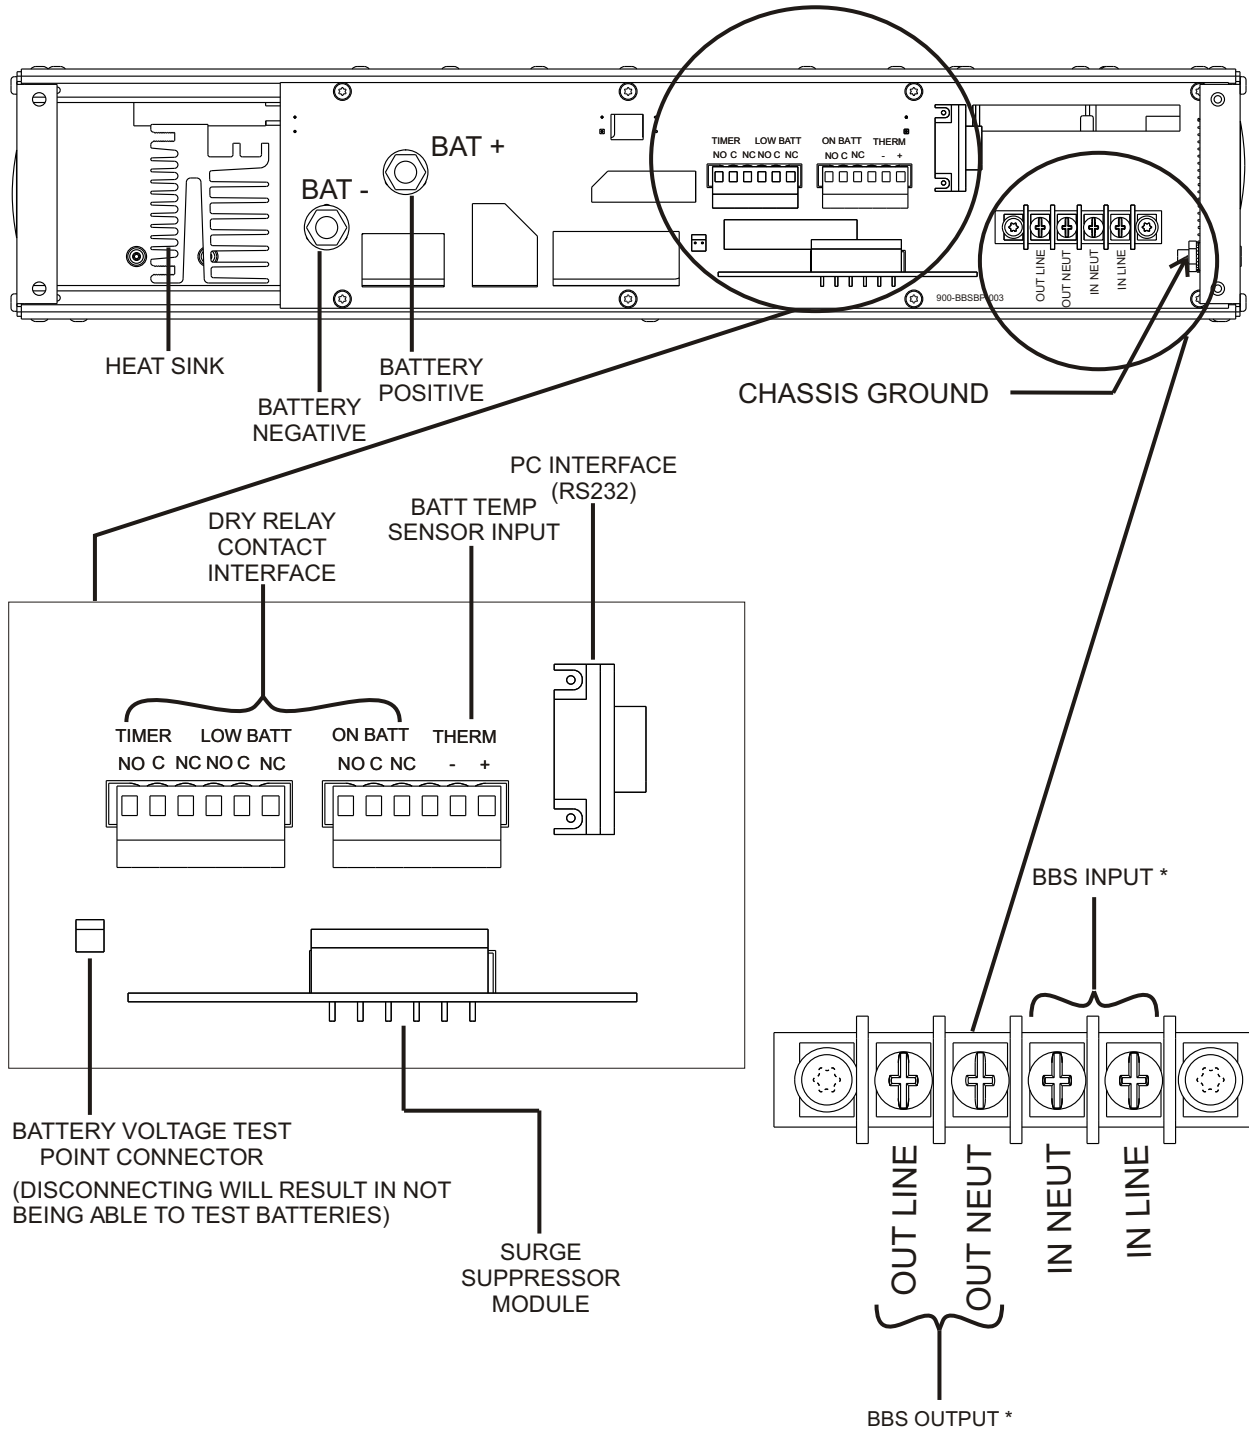 TIMER LOW BATT ON BATT THERM
NO C NC NO C NC NO C NC - +
BAT +
BAT -
OUT LINE
OUT NEUT
IN NEUT
IN LINE
HEAT SINK
BATTERY
POSITIVE
BATTERY
NEGATIVE
CHASSIS GROUND
PC INTERFACE
(RS232)
BATT TEMP
SENSOR INPUT
DRY RELAY
CONTACT
INTERFACE
TIMER LOW BATT ON BATT THERM
NO C NC NO C NC NO C NC - +
BBS INPUT *
BATTERY VOLTAGE TEST
POINT CONNECTOR
(DISCONNECTING WILL RESULT IN NOT
BEING ABLE TO TEST BATTERIES)
SURGE
SUPPRESSOR
MODULE
OUT LINE
OUT NEUT
IN NEUT
IN LINE
BBS OUTPUT *